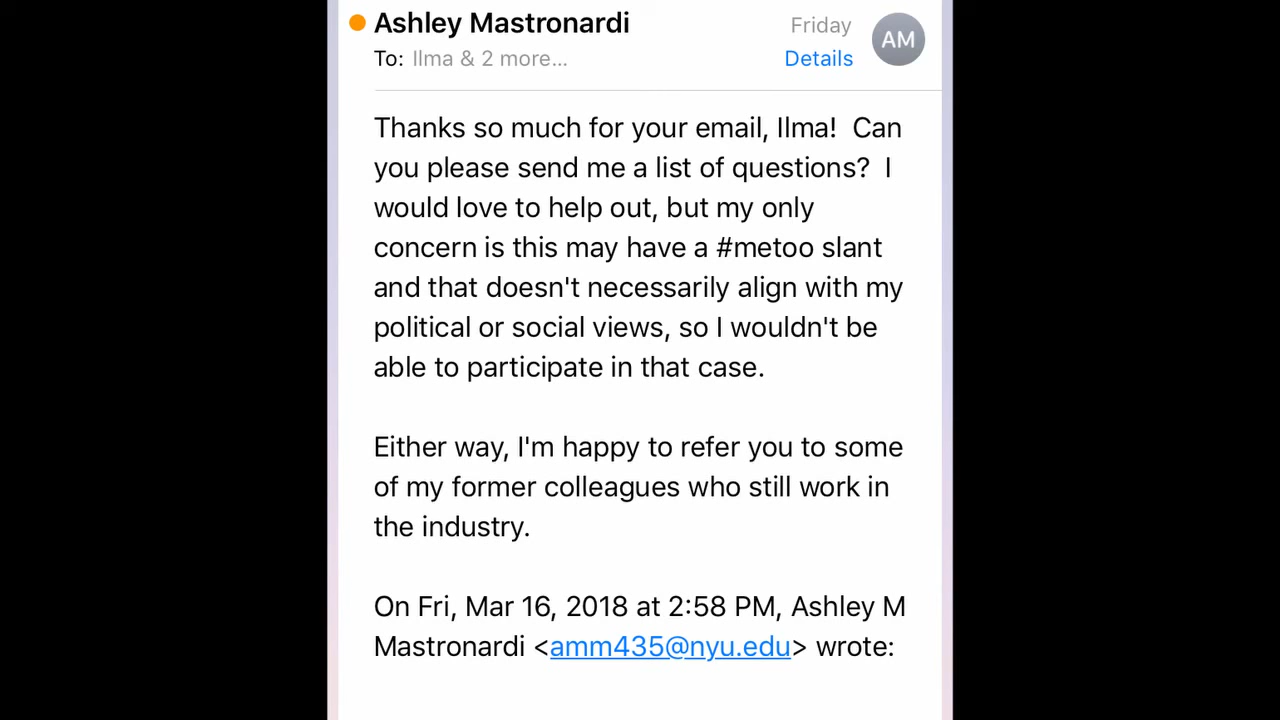 Ashley Mastronardi
Friday
AM
To: Ilma & 2 more...
Details
Thanks so much for your email, Ilma!  Can
you please send me a list of questions?  I
would love to help out, but my only
concern is this may have a #metoo slant
and that doesn't necessarily align with my
political or social views, so I wouldn't be
able to participate in that case.
Either way, I'm happy to refer you to some
of my former colleagues who still work in
the industry.
On Fri, Mar 16, 2018 at 2:58 PM, Ashley M
Mastronardi <amm435@nyu.edu> wrote: